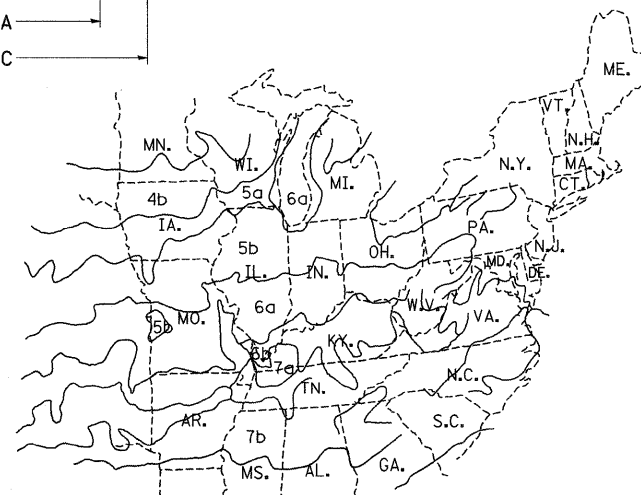 A
C
ME.
VT.
N.H.
MN.
N.Y.
MA.
WI.
MI.
CT.
4b
5a
6a
IA.
PA.
5b
OH.
N.J.
IL.
IN.
MD.
DE.
6a
W.V.
MO.
5b
VA.
KY.
6b
7a
N.C.
TN.
AR.
S.C.
7b
MS.
AL.
GA.